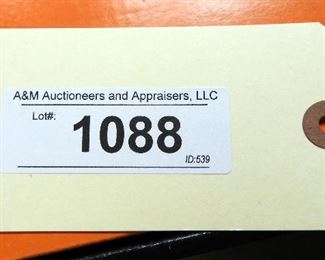 A&M Auctioneers and Appraisers, LLC
Lot#:
1088
ID:539